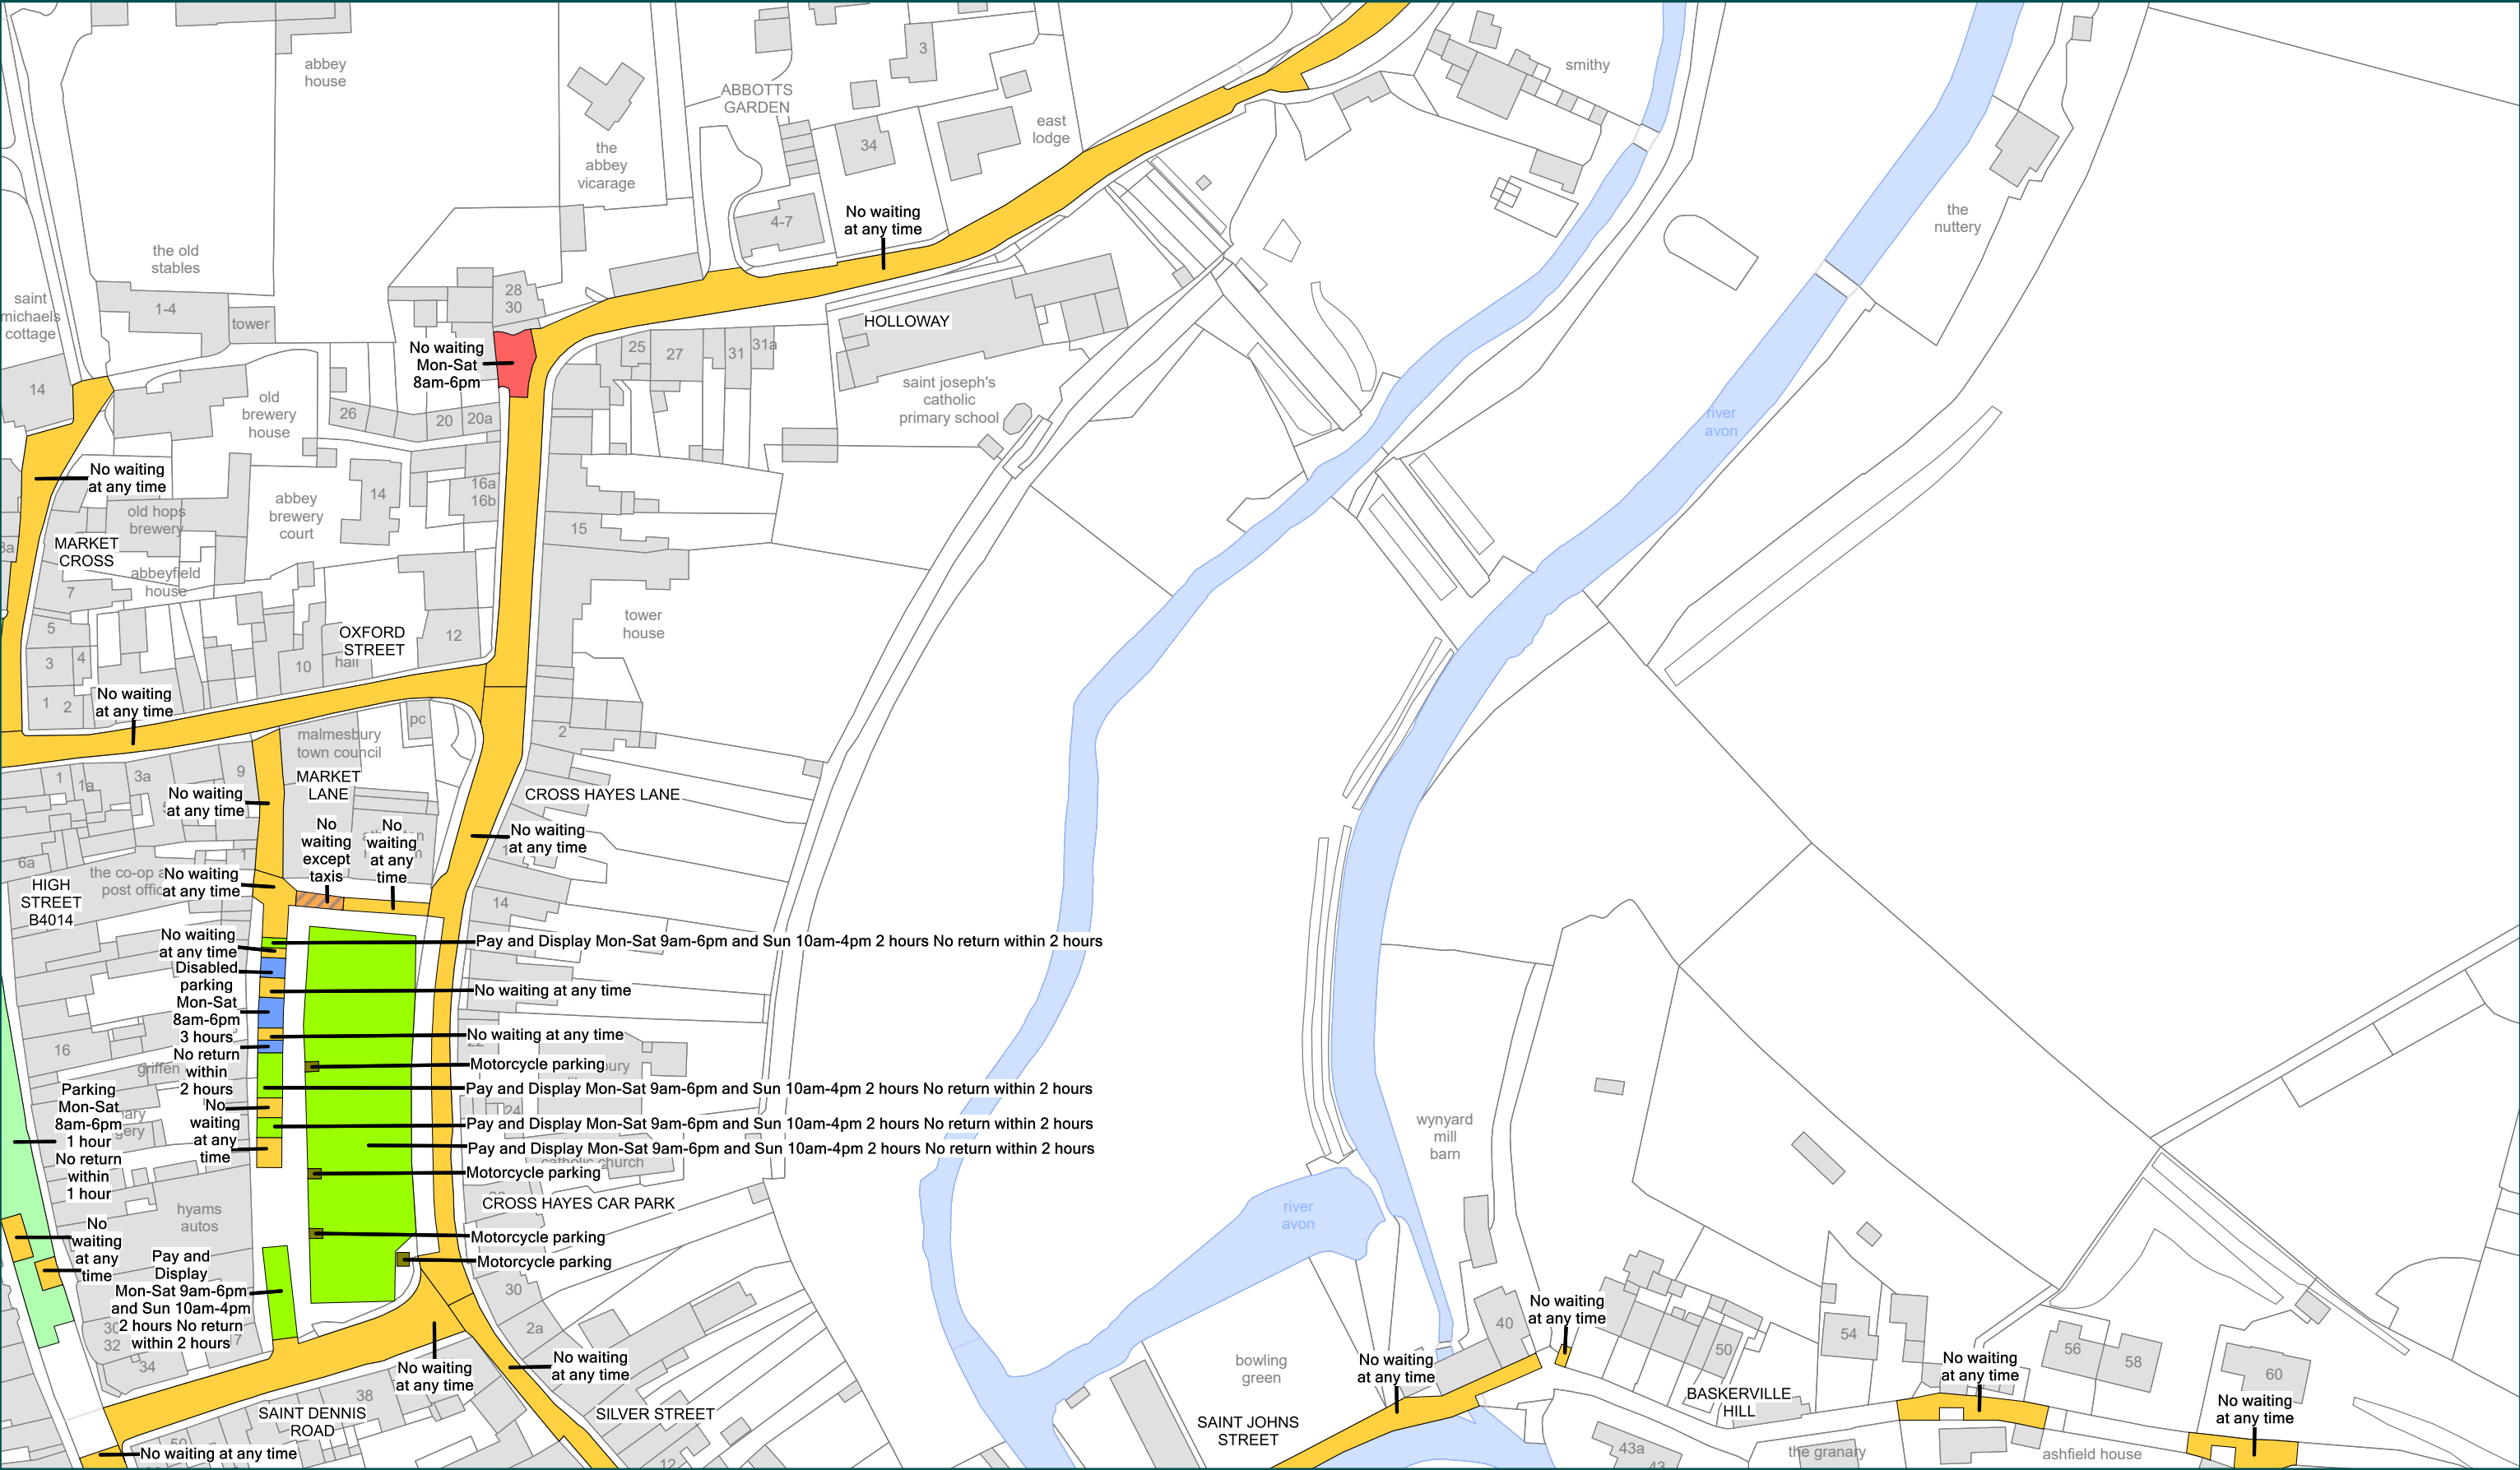 abbey
house
3
ABBOTTS
GARDEN
smithy
the
abbey
vicarage
34
east
lodge
4-7
No waiting
at any time
the
nuttery
the old
stables
28
30
saint
michaels
cottage
1-4
tower
HOLLOWAY
No waiting
Mon-Sat
8am-6pm
25
27
31
31a
14
saint joseph's
catholic
primary school
old
brewery
house
26
20
20a
river
avon
No waiting
at any time
abbey
brewery
court
14
16a
16b
old hops
brewery
15
MARKET
CROSS
abbeyfield
house
7
5
3
4
1
2
OXFORD
STREET
hall
10
12
tower
house
No waiting
at any time
pc
malmesbury
town council
2
1
1a
3a
9
MARKET
LANE
CROSS HAYES LANE
No waiting
at any time
No
waiting
except
taxis
No
waiting
at any
time
No waiting
at any time
6a
1
the co-op a
post offic
No waiting
at any time
HIGH
STREET
B4014
14
No waiting
at any time
Pay and Display Mon-Sat 9am-6pm and Sun 10am-4pm 2 hours No return within 2 hours
Disabled
parking
Mon-Sat
8am-6pm
3 hours
No return
within
2 hours
No waiting at any time
No waiting at any time
Motorcycle parking
16
griffen
Pay and Display Mon-Sat 9am-6pm and Sun 10am-4pm 2 hours No return within 2 hours
24
Parking
Mon-Sat
8am-6pm
1 hour
No return
within
1 hour
No
waiting
at any
time
Pay and Display Mon-Sat 9am-6pm and Sun 10am-4pm 2 hours No return within 2 hours
Pay and Display Mon-Sat 9am-6pm and Sun 10am-4pm 2 hours No return within 2 hours
catholic church
Motorcycle parking
CROSS HAYES CAR PARK
wynyard
mill
barn
hyams
autos
river
avon
Motorcycle parking
Motorcycle parking
No
waiting
at any
time
Pay and
Display
Mon-Sat 9am-6pm
and Sun 10am-4pm
2 hours No return
within 2 hours
32
34
30
2a
No waiting
at any time
No waiting
at any time
38
SAINT DENNIS
ROAD
SILVER STREET
No waiting at any time
50
12
bowling
green
SAINT JOHNS
STREET
No waiting
at any time
40
No waiting
at any time
50
54
BASKERVILLE
HILL
43a
43
the granary
No waiting
at any time
56
58
ashfield house
60
No waiting
at any time